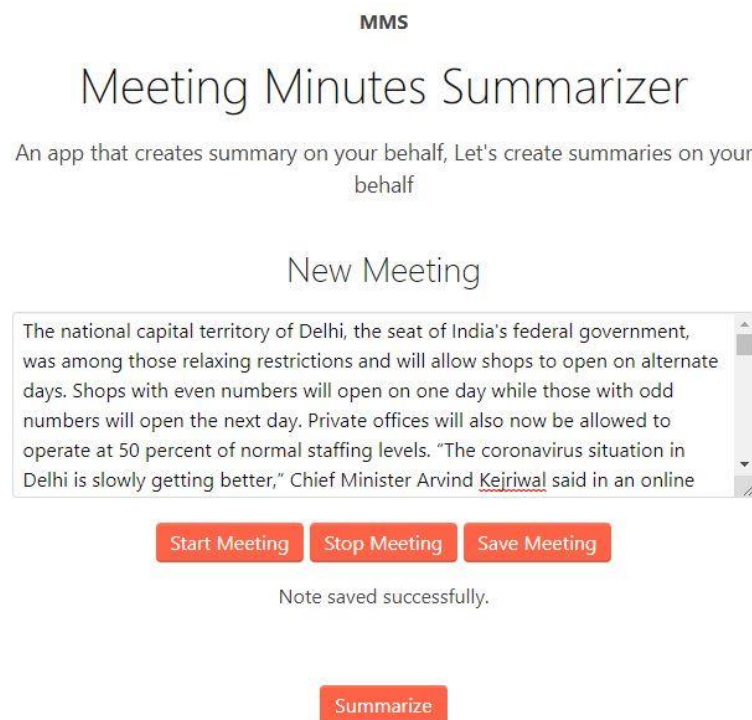 MMS
Meeting Minutes Summarizer
An app that creates summary on your behalf, Let's create summaries on your
behalf
New Meeting
The national capital territory of Delhi, the seat of India's federal government,
was among those relaxing restrictions and will allow shops to open on alternate
days. Shops with even numbers will open on one day while those with odd
numbers will open the next day. Private offices will also now be allowed to
operate at 50 percent of normal staffing levels. “The coronavirus situation in
Delhi is slowly getting better,” Chief Minister Arvind Kejriwal said in an online
Start Meeting Stop Meeting Save Meeting
Note saved successfully.
Summarize